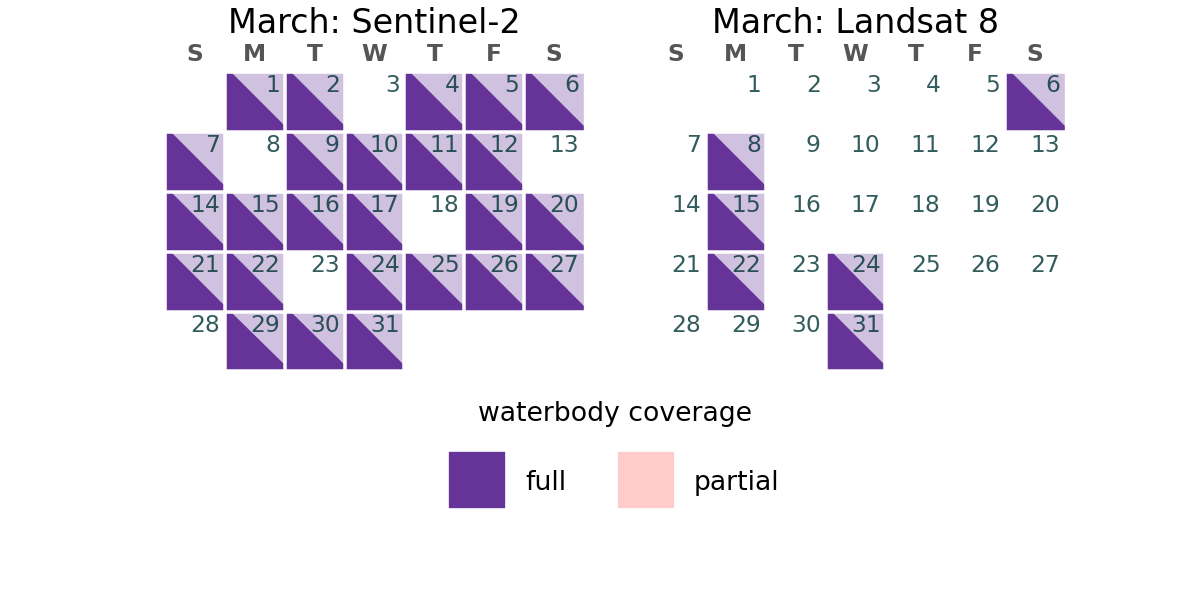 March: Sentinel-2
S M T W T F S
1 2 3 4 5 6
7 8 9 10 11 12 13
14 15 16 17 18 19 20
21 22 23 24 25 26 27
28 29 30 31
March: Landsat 8
S M T W T F S
1 2 3 4 5 6
7 8 9 10 11 12 13
14 15 16 17 18 19 20
21 22 23 24 25 26 27
28 29 30 31
waterbody coverage
full
partial